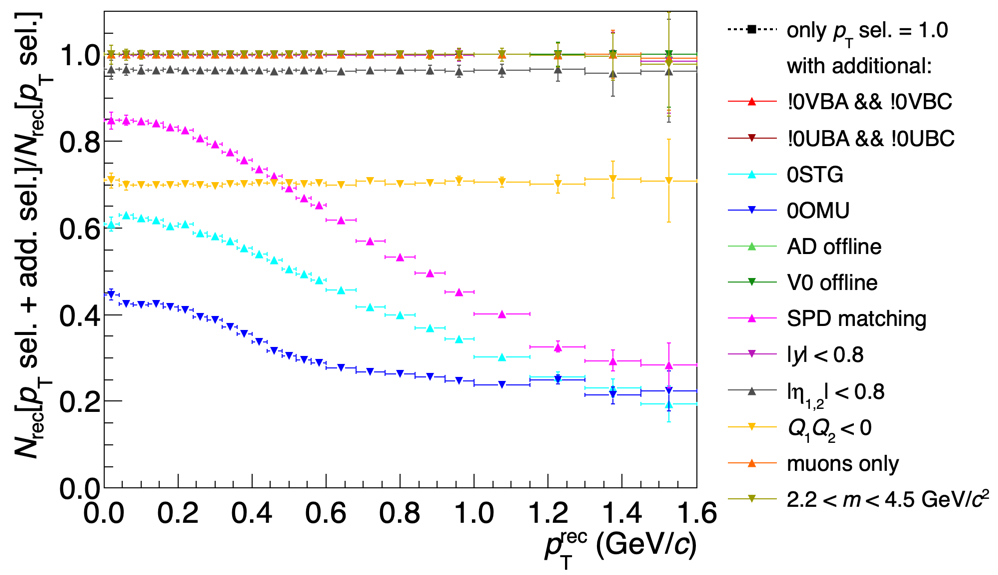 N_rec[p_T sel. + add. sel.]/N_rec[p_T sel.]
1.0
0.8
0.6
0.4
0.2
0.0
0.0 0.2 0.4 0.6 0.8 1.0 1.2 1.4 1.6
p_T^rec (GeV/c)
only p_T sel. = 1.0
with additional:
!0VBA && !0VBC
!0UBA && !0UBC
0STG
0OMU
AD offline
V0 offline
SPD matching
|y| < 0.8
|η_1,2| < 0.8
Q_1Q_2 < 0
muons only
2.2 < m < 4.5 GeV/c²